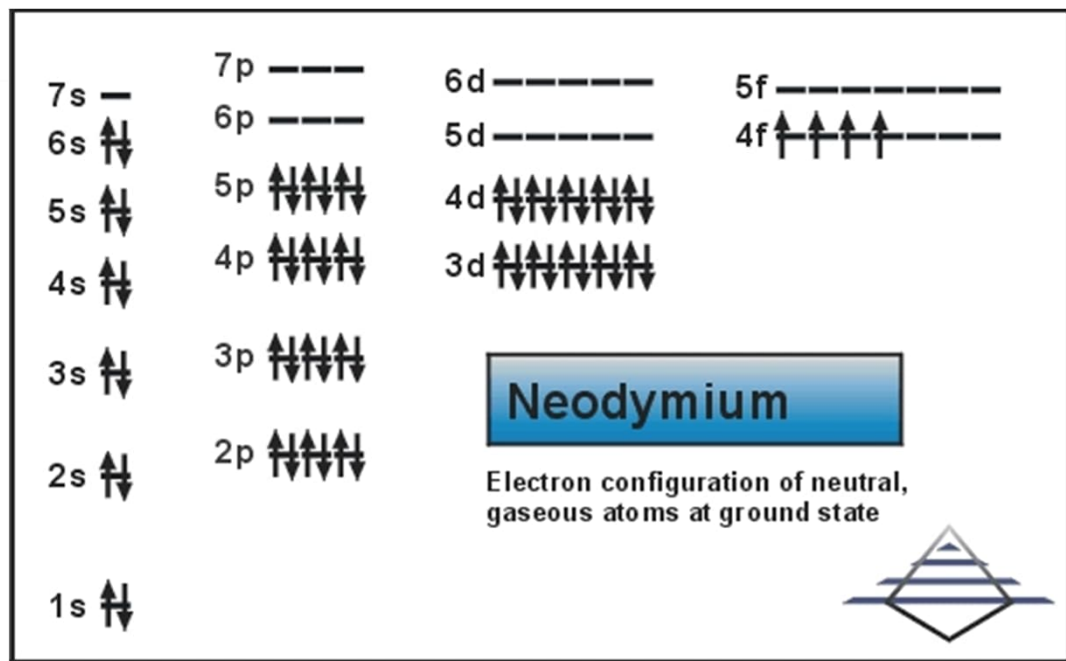 7p
6d
5f
7s
6p
5d
4f
6s
5p
4d
5s
4p
3d
4s
3p
3s
Neodymium
2p
2s
Electron configuration of neutral,
gaseous atoms at ground state
1s